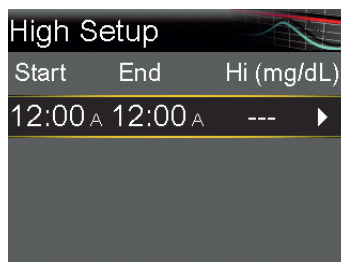 High Setup
Start End Hi (mg/dL)
12:00 A 12:00 A ---